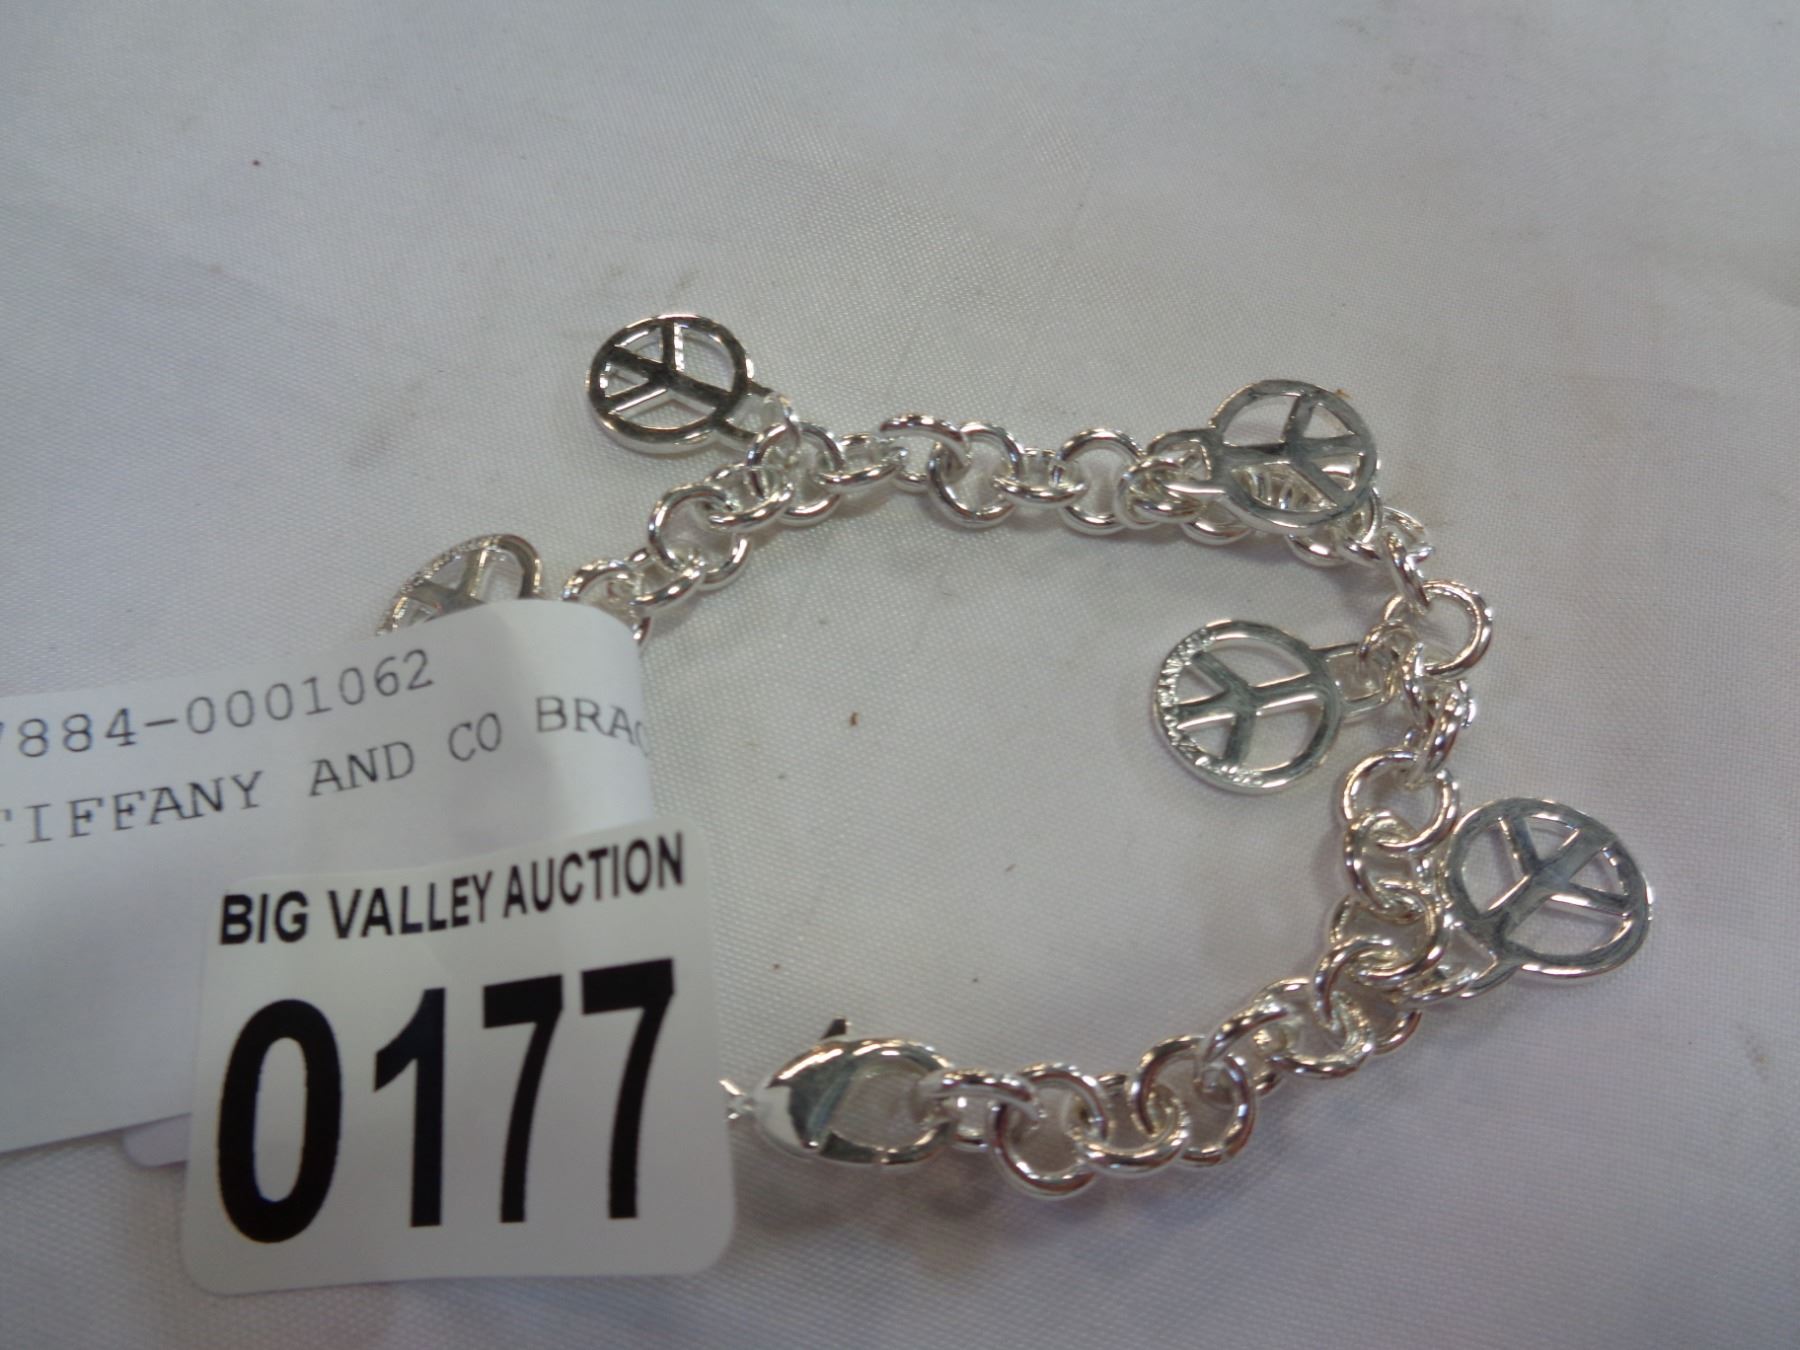 7884-0001062
TIFFANY AND CO BRAC
BIG VALLEY AUCTION
0177